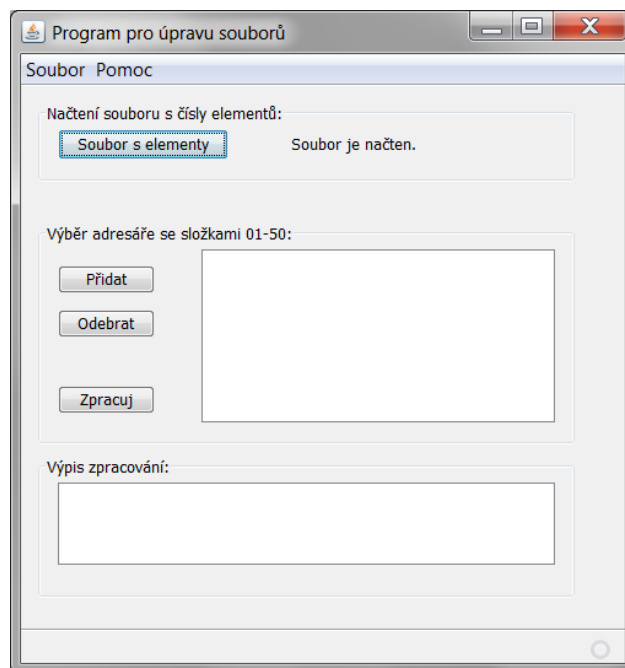 Program pro úpravu souborů
Soubor Pomoc
Načtení souboru s čísly elementů:
Soubor s elementy Soubor je načten.
Výběr adresáře se složkami 01-50:
Přidat
Odebrat
Zpracuj
Výpis zpracování: